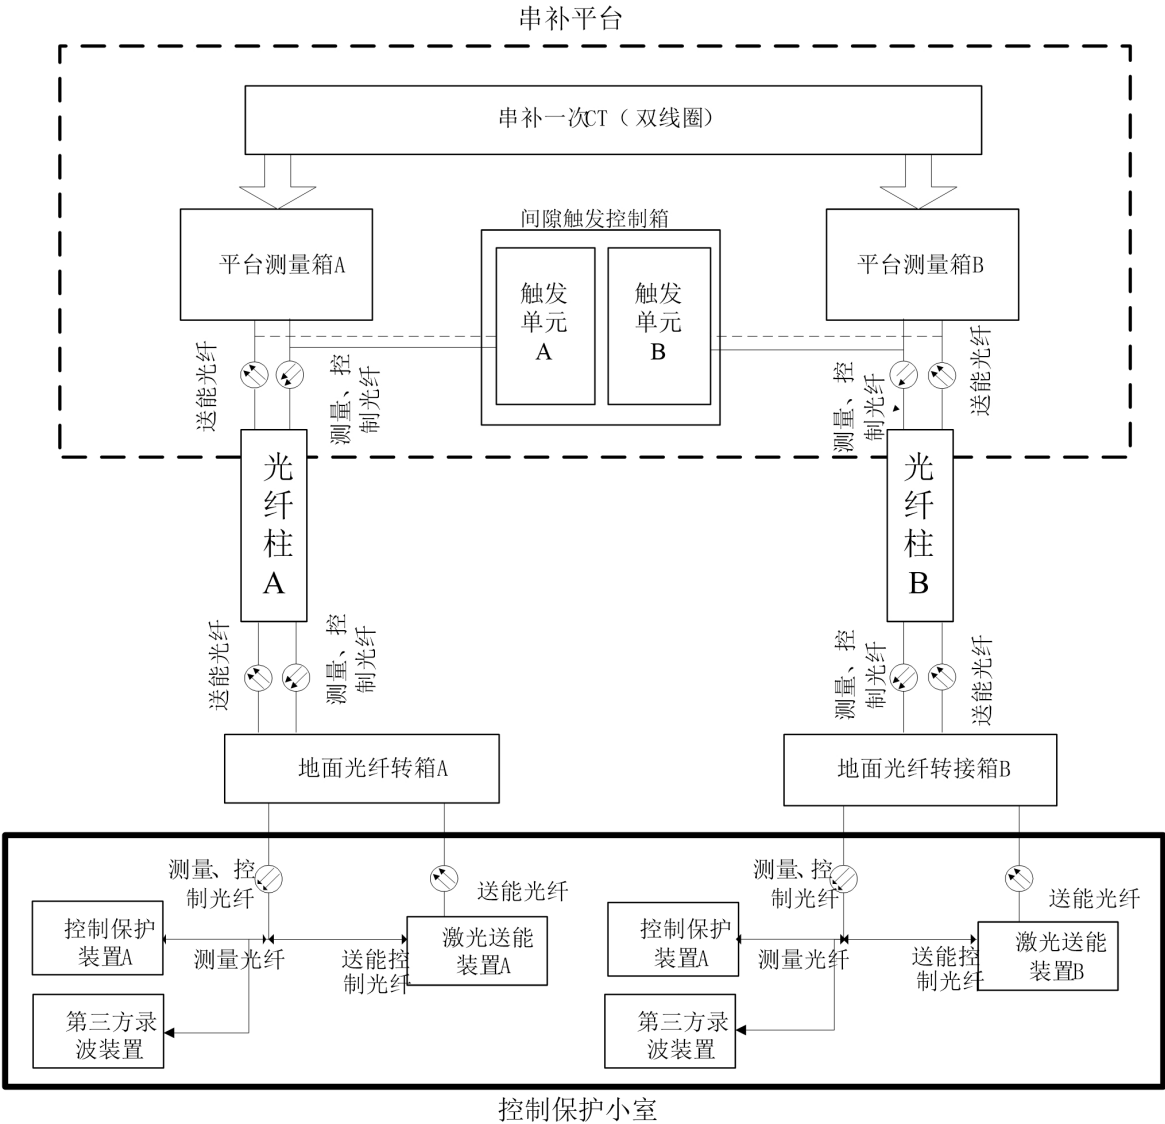 串补平台
串补一次CT（双线圈）
平台测量箱A
间隙触发控制箱
平台测量箱B
触发
单元
A
触发
单元
B
送能光纤
测量、控
制光纤
测量、控
制光纤
送能光纤
光
纤
柱
A
光
纤
柱
B
送能光纤
测量、控
制光纤
测量、控
制光纤
送能光纤
地面光纤转箱A
地面光纤转接箱B
测量、控
制光纤
送能光纤
测量、控
制光纤
送能光纤
控制保护
装置A
测量光纤
送能控
制光纤
激光送能
装置A
控制保护
装置A
测量光纤
送能控
制光纤
激光送能
装置B
第三方录
波装置
第三方录
波装置
控制保护小室